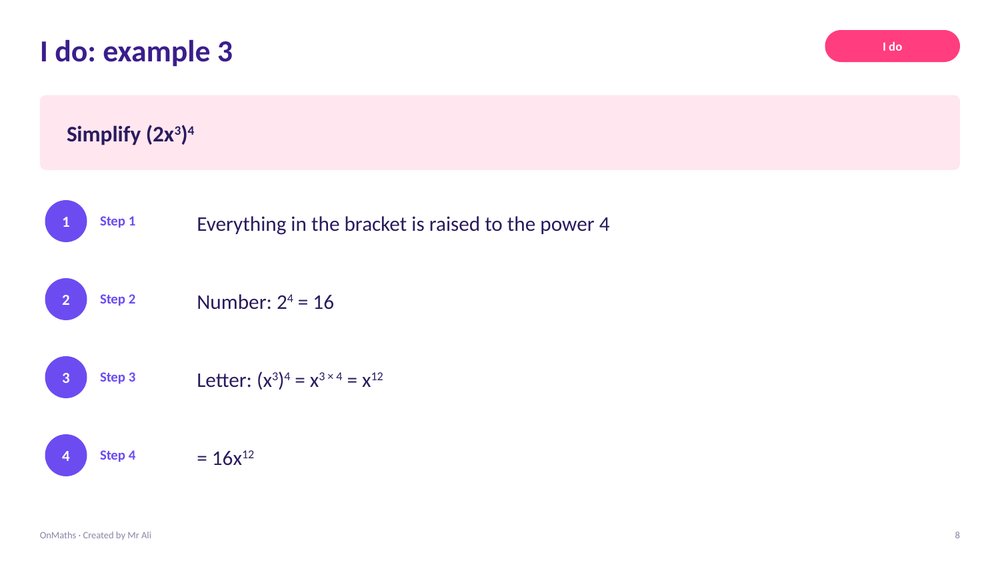 I do: example 3
I do
Simplify (2x³)⁴
1 Step 1 Everything in the bracket is raised to the power 4
2 Step 2 Number: 2⁴ = 16
3 Step 3 Letter: (x³)⁴ = x³ ˣ ⁴ = x¹²
4 Step 4 = 16x¹²
OnMaths · Created by Mr Ali 8